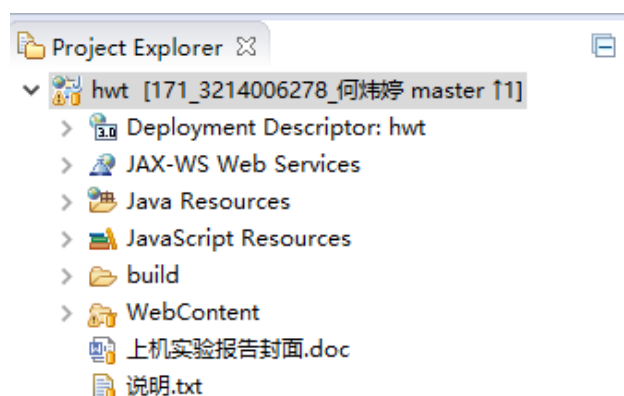 Project Explorer
hwt [171_3214006278_何炜婷 master ↑1]
Deployment Descriptor: hwt
3.0
JAX-WS Web Services
Java Resources
JavaScript Resources
build
WebContent
上机实验报告封面.doc
说明.txt